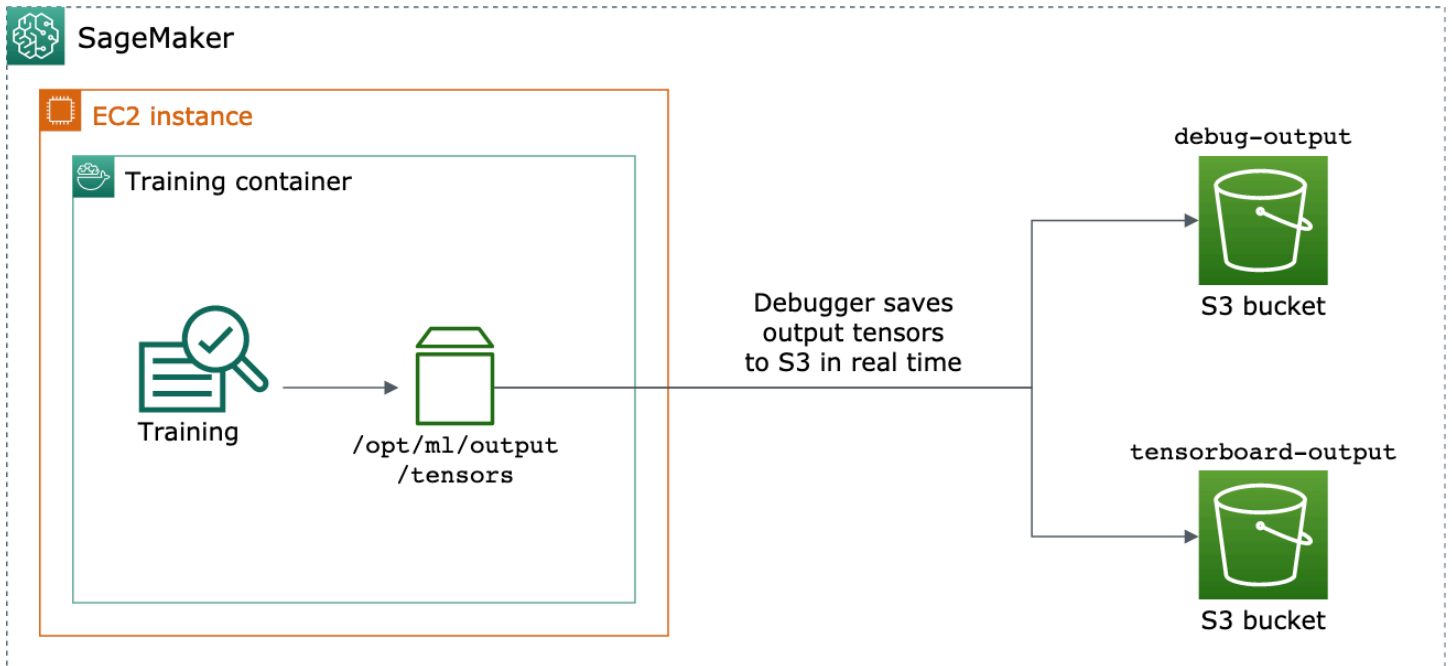 SageMaker
EC2 instance
Training container
Training
/opt/ml/output
/tensors
Debugger saves
output tensors
to S3 in real time
debug-output
S3 bucket
tensorboard-output
S3 bucket